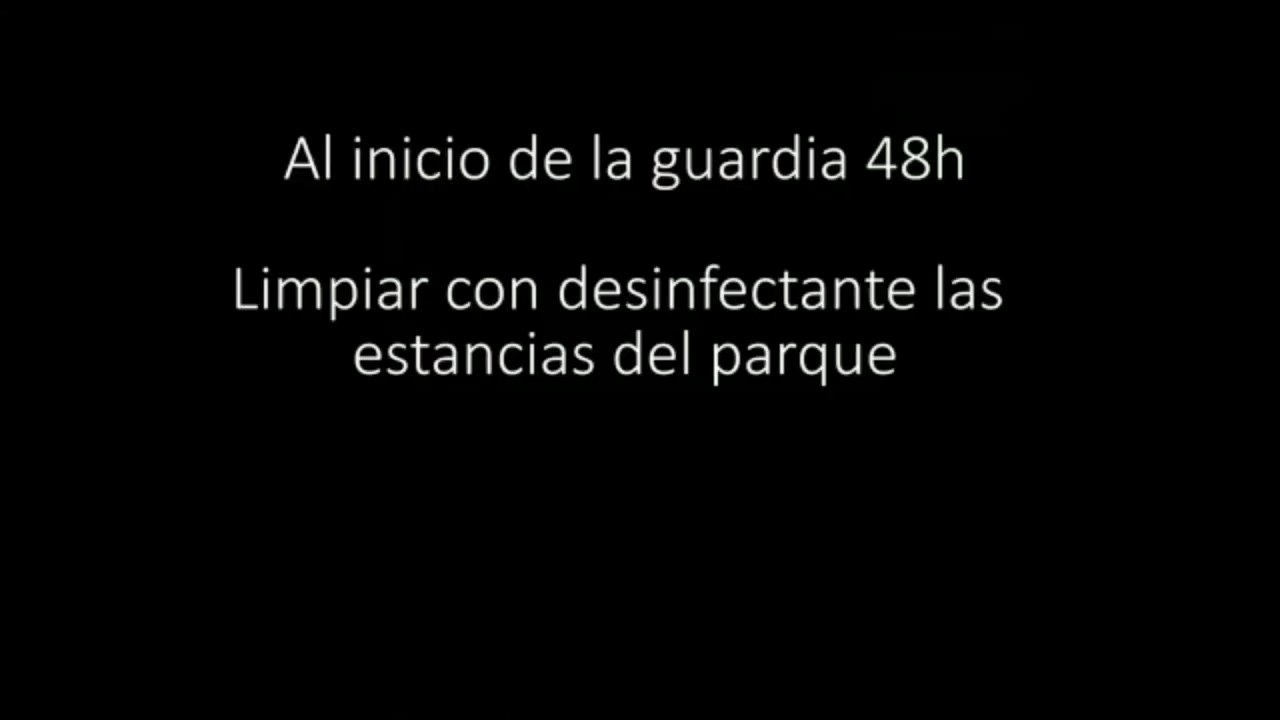 Al inicio de la guardia 48h
Limpiar con desinfectante las
estancias del parque